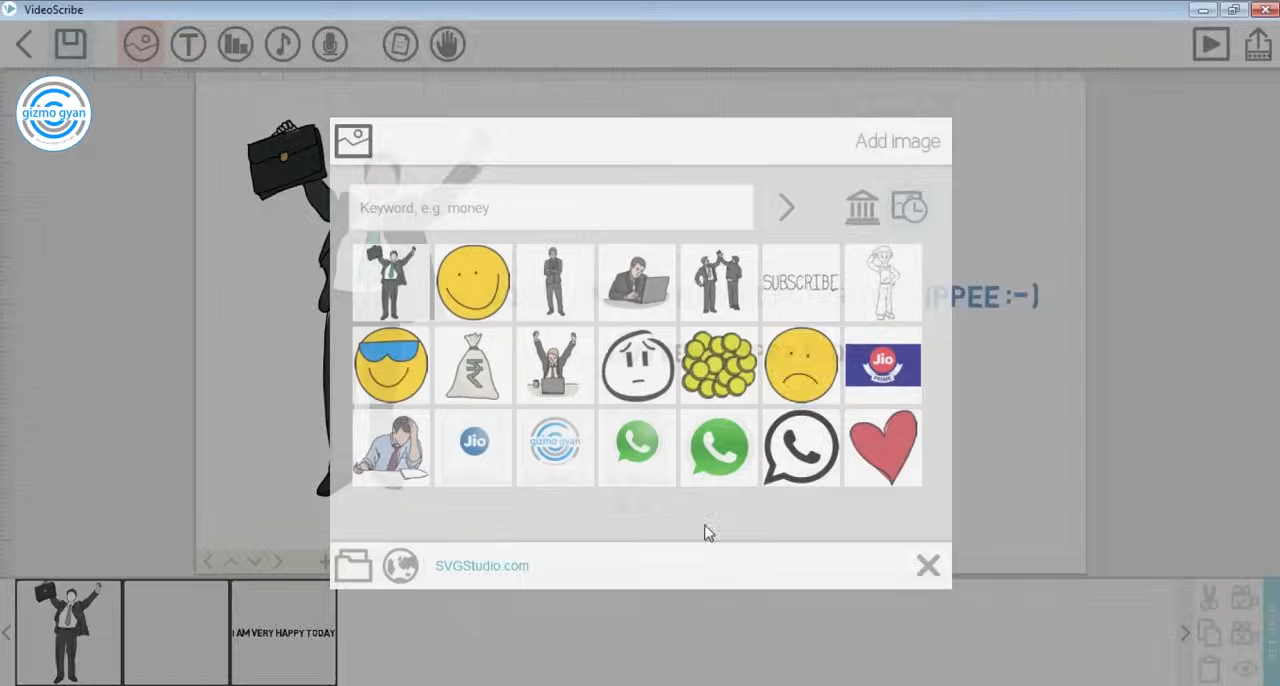 VideoScribe
gizmo gyan
Add image
Keyword, e.g. money
SUBSCRIBE
PPEE :-)
Jio
PRIME
Jio
gizmo gyan
SVGStudio.com
I AM VERY HAPPY TODAY